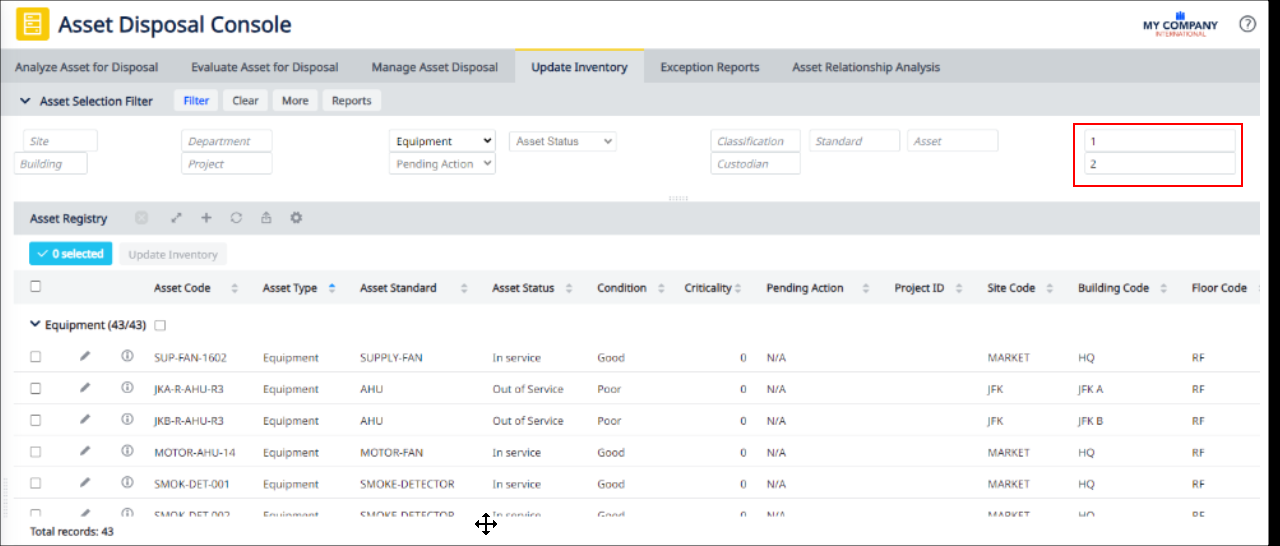 Asset Disposal Console
MY COMPANY
INTERNATIONAL
?
Analyze Asset for Disposal Evaluate Asset for Disposal Manage Asset Disposal Update Inventory Exception Reports Asset Relationship Analysis
Asset Selection Filter Filter Clear More Reports
Site Department Equipment Asset Status Classification Standard Asset 1
Building Project Pending Action Custodian 2
Asset Registry
0 selected Update Inventory
Asset Code Asset Type Asset Standard Asset Status Condition Criticality Pending Action Project ID Site Code Building Code Floor Code
Equipment (43/43)
SUP-FAN-1602 Equipment SUPPLY-FAN In service Good 0 N/A MARKET HQ RF
JKA-R-AHU-R3 Equipment AHU Out of Service Poor 0 N/A JFK JFK A RF
JKB-R-AHU-R3 Equipment AHU Out of Service Poor 0 N/A JFK JFK B RF
MOTOR-AHU-14 Equipment MOTOR-FAN In service Good 0 N/A MARKET HQ RF
SMOK-DET-001 Equipment SMOKE-DETECTOR In service Good 0 N/A MARKET HQ RF
SMOK-DET-002 Equipment SMOKE-DETECTOR In service Good 0 N/A MARKET HQ RF
Total records: 43